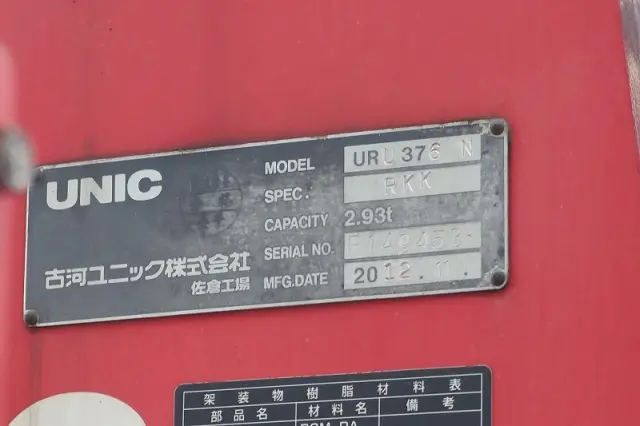 UNIC
MODEL URU376 N
SPEC. RKK
CAPACITY 2.93t
SERIAL NO.
古河ユニック株式会社
佐倉工場
MFG.DATE 2012.11.
架装物樹脂材料表
部品名 材料名 備考